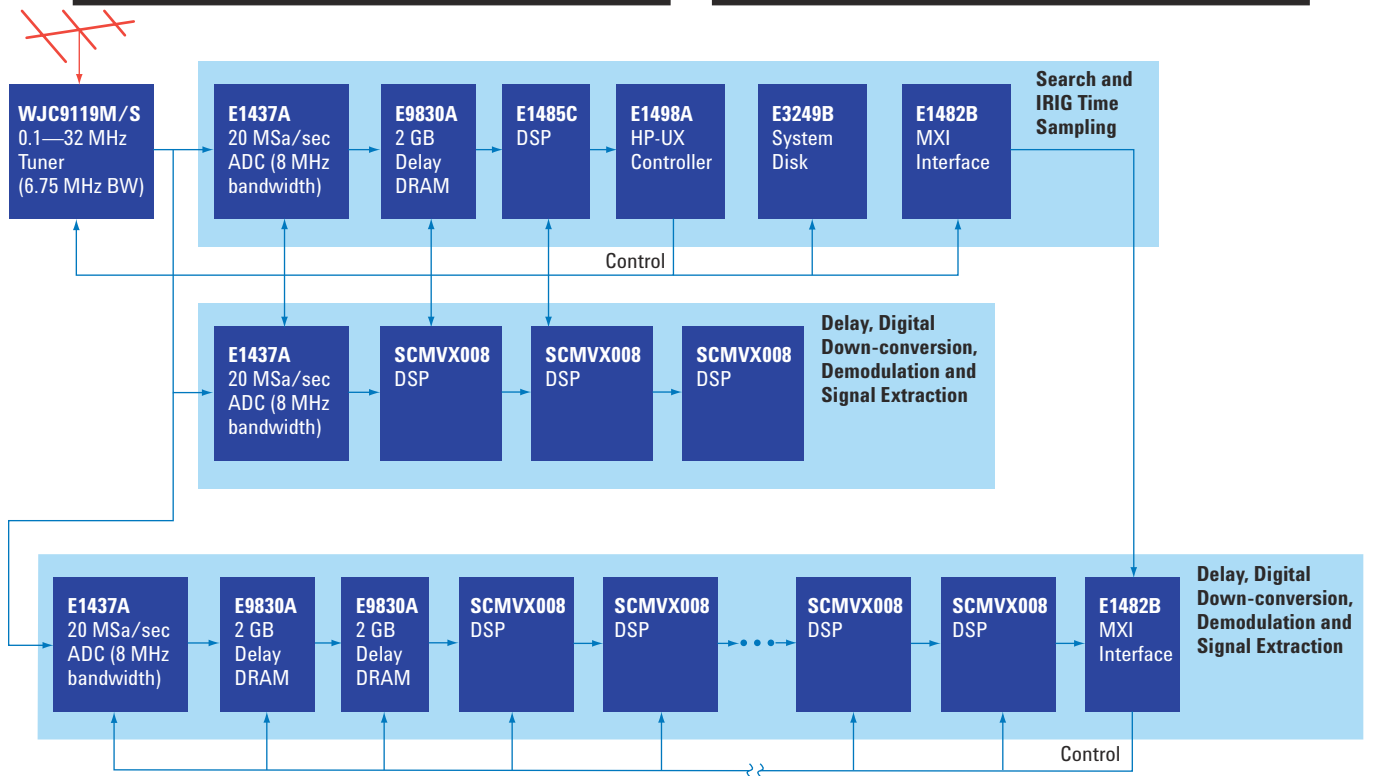 WJC9119M/S
0.1—32 MHz
Tuner
(6.75 MHz BW)
E1437A
20 MSa/sec
ADC (8 MHz
bandwidth)
E9830A
2 GB
Delay
DRAM
E1485C
DSP
E1498A
HP-UX
Controller
E3249B
System
Disk
E1482B
MXI
Interface
Search and
IRIG Time
Sampling
Control
E1437A
20 MSa/sec
ADC (8 MHz
bandwidth)
SCMVX008
DSP
SCMVX008
DSP
SCMVX008
DSP
Delay, Digital
Down-conversion,
Demodulation and
Signal Extraction
E1437A
20 MSa/sec
ADC (8 MHz
bandwidth)
E9830A
2 GB
Delay
DRAM
E9830A
2 GB
Delay
DRAM
SCMVX008
DSP
SCMVX008
DSP
SCMVX008
DSP
SCMVX008
DSP
E1482B
MXI
Interface
Delay, Digital
Down-conversion,
Demodulation and
Signal Extraction
Control